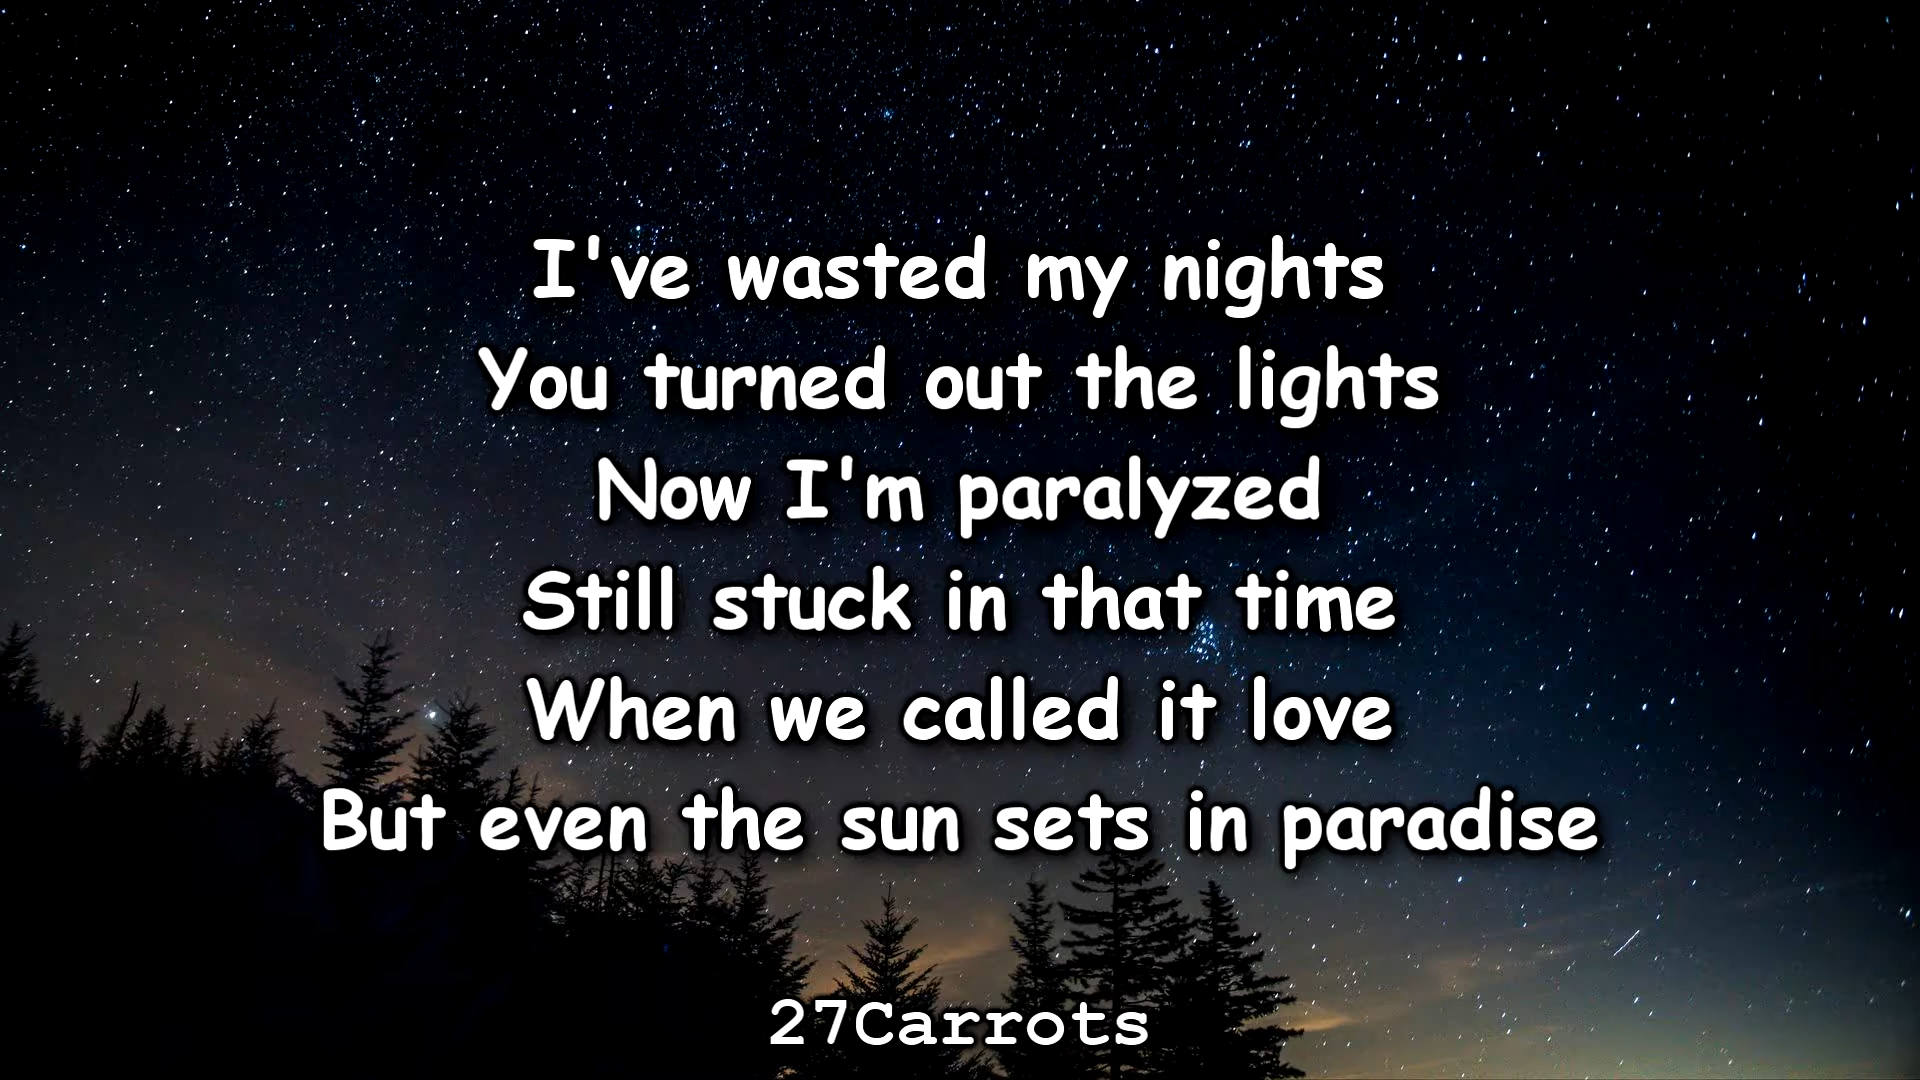 I've wasted my nights
You turned out the lights
Now I'm paralyzed
Still stuck in that time
When we called it love
But even the sun sets in paradise
27Carrots